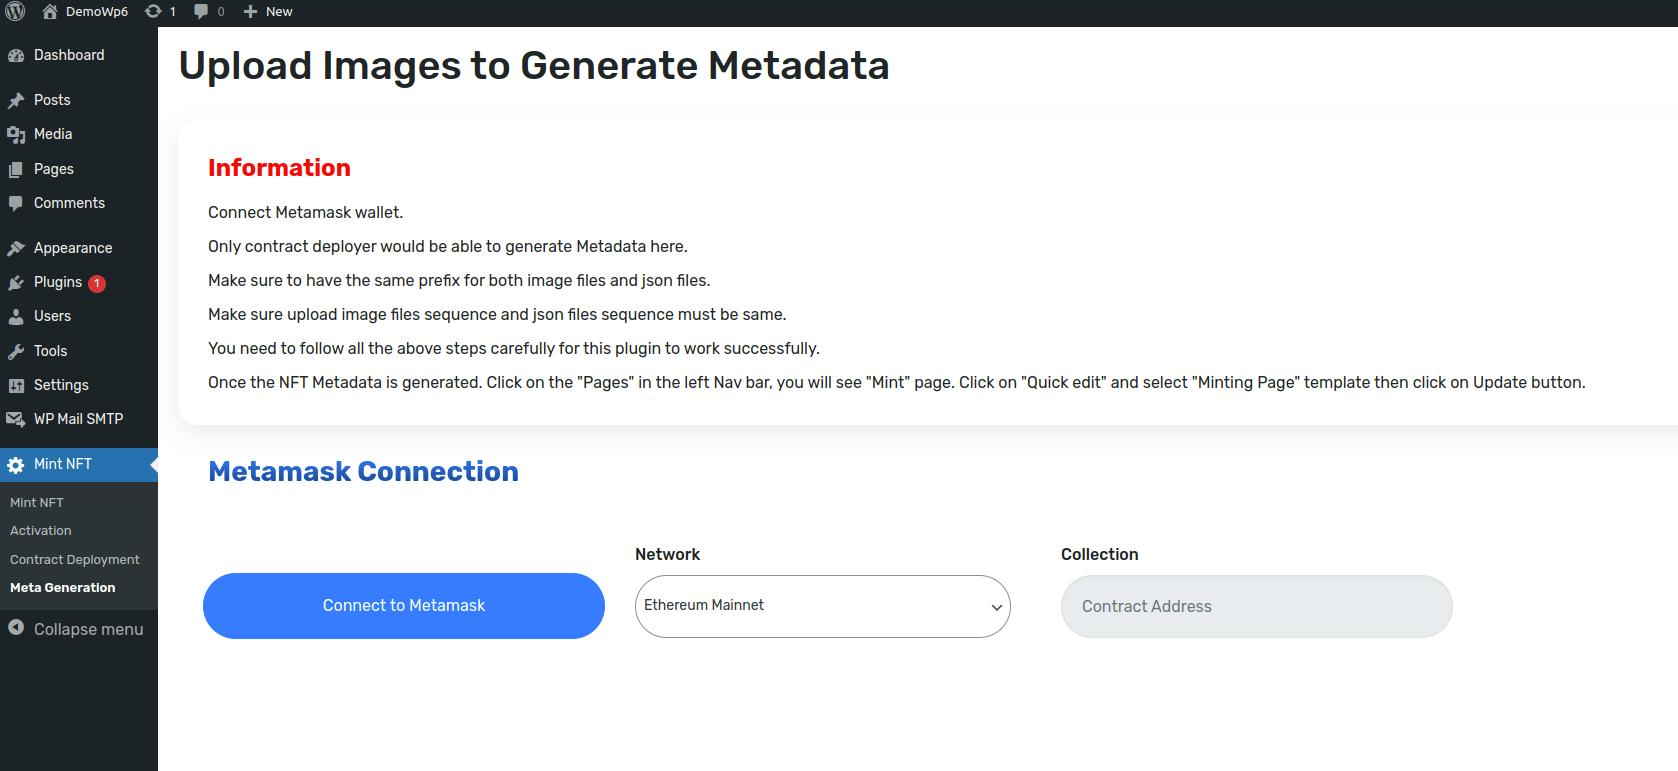 DemoWp6 1 0 New
Dashboard
Posts
Media
Pages
Comments
Appearance
Plugins 1
Users
Tools
Settings
WP Mail SMTP
Mint NFT
Mint NFT
Activation
Contract Deployment
Meta Generation
Collapse menu
Upload Images to Generate Metadata
Information
Connect Metamask wallet.
Only contract deployer would be able to generate Metadata here.
Make sure to have the same prefix for both image files and json files.
Make sure upload image files sequence and json files sequence must be same.
You need to follow all the above steps carefully for this plugin to work successfully.
Once the NFT Metadata is generated. Click on the "Pages" in the left Nav bar, you will see "Mint" page. Click on "Quick edit" and select "Minting Page" template then click on Update button.
Metamask Connection
Connect to Metamask
Network
Ethereum Mainnet
Collection
Contract Address